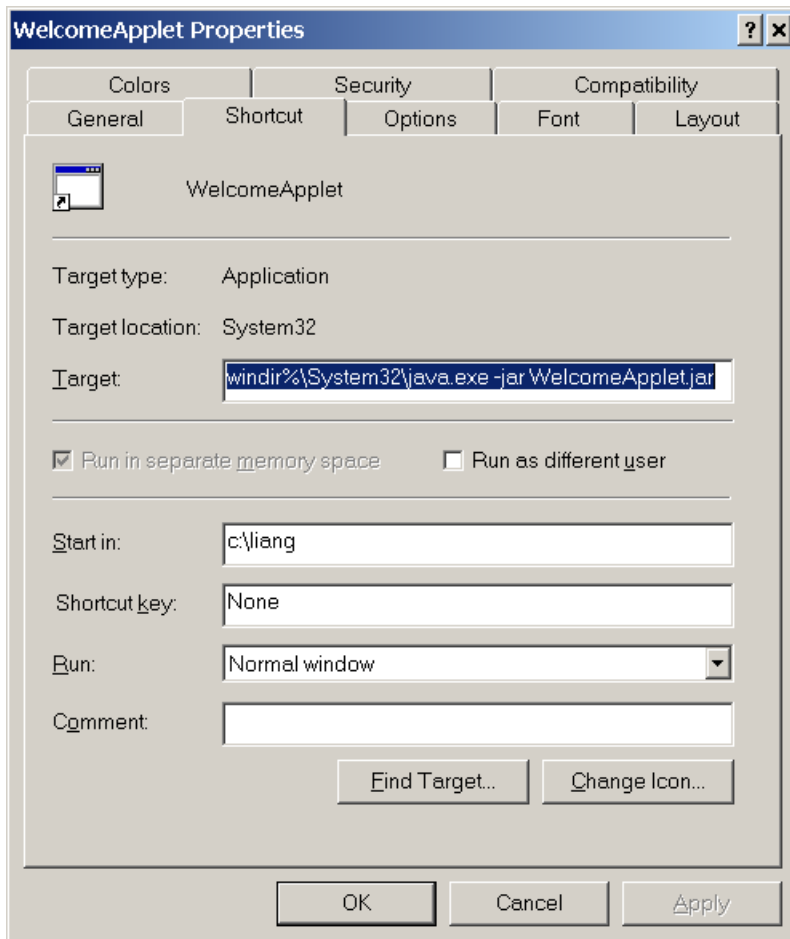 WelcomeApplet Properties
Colors Security Compatibility
General Shortcut Options Font Layout
WelcomeApplet
Target type: Application
Target location: System32
Target: windir%\System32\java.exe -jar WelcomeApplet.jar
Run in separate memory space Run as different user
Start in: c:\liang
Shortcut key: None
Run: Normal window
Comment:
Find Target... Change Icon...
OK Cancel Apply